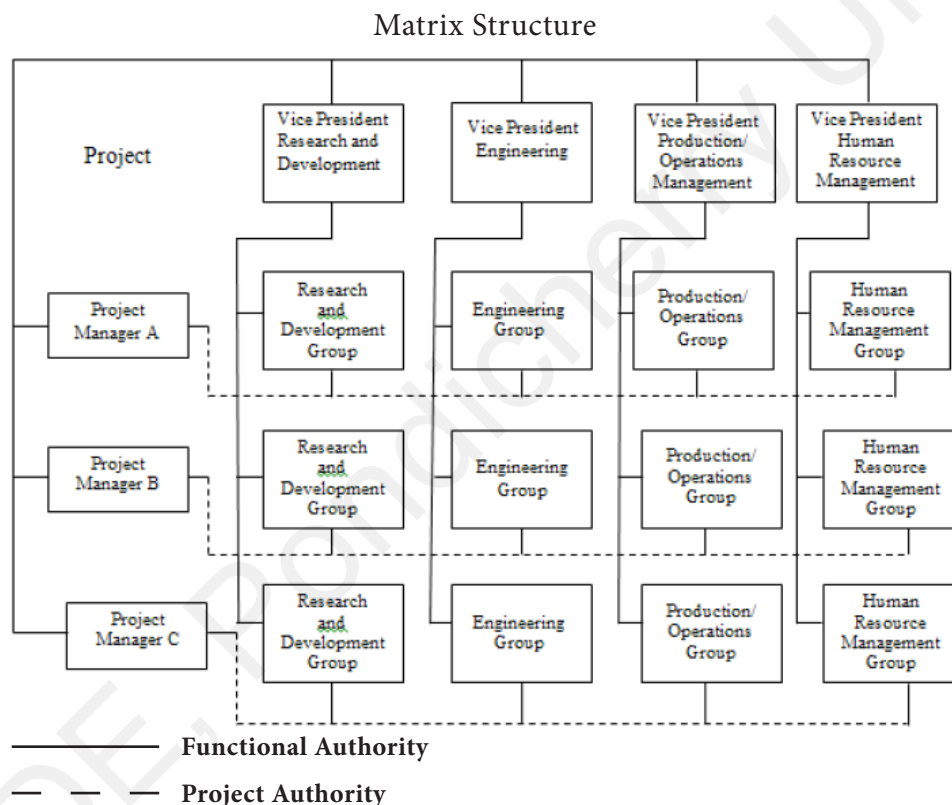 Matrix Structure
Project
Vice President
Research and
Development
Vice President
Engineering
Vice President
Production/
Operations
Management
Vice President
Human
Resource
Management
Project
Manager A
Research
and
Development
Group
Engineering
Group
Production/
Operations
Group
Human
Resource
Management
Group
Project
Manager B
Research
and
Development
Group
Engineering
Group
Production/
Operations
Group
Human
Resource
Management
Group
Project
Manager C
Research
and
Development
Group
Engineering
Group
Production/
Operations
Group
Human
Resource
Management
Group
Functional Authority
Project Authority
DE, Pondicherry U